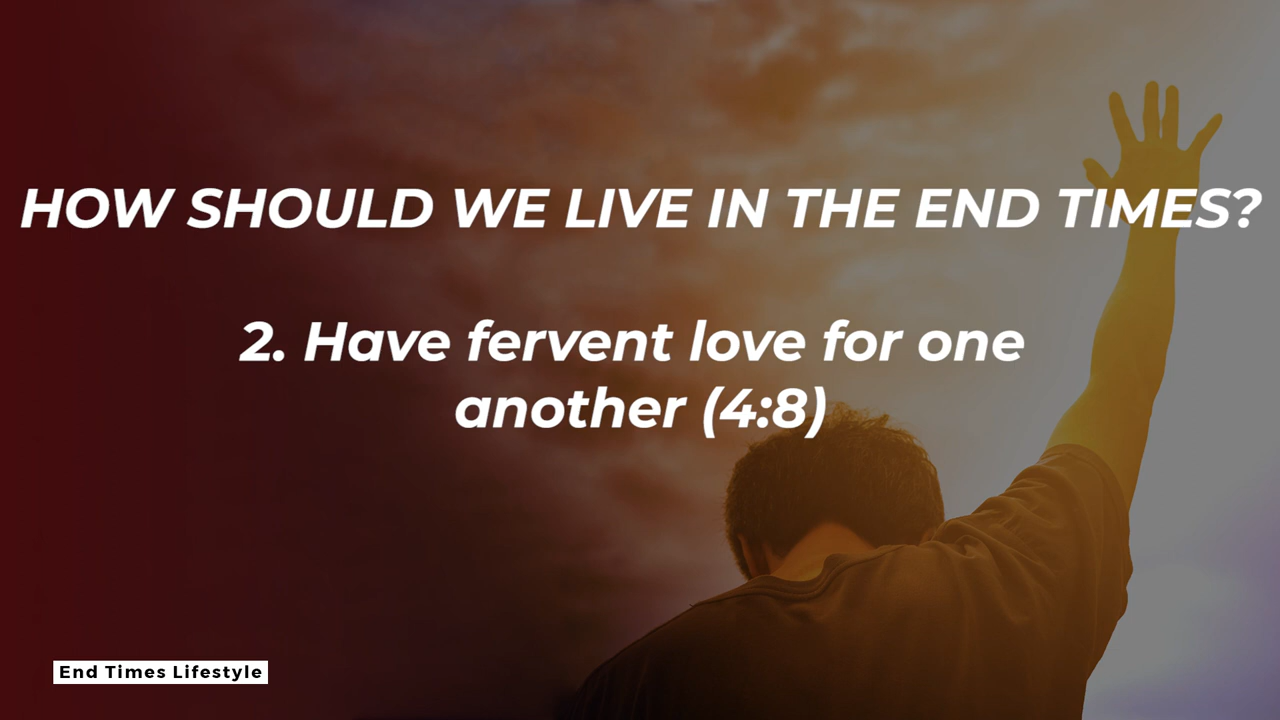 HOW SHOULD WE LIVE IN THE END TIMES?
2. Have fervent love for one
another (4:8)
End Times Lifestyle